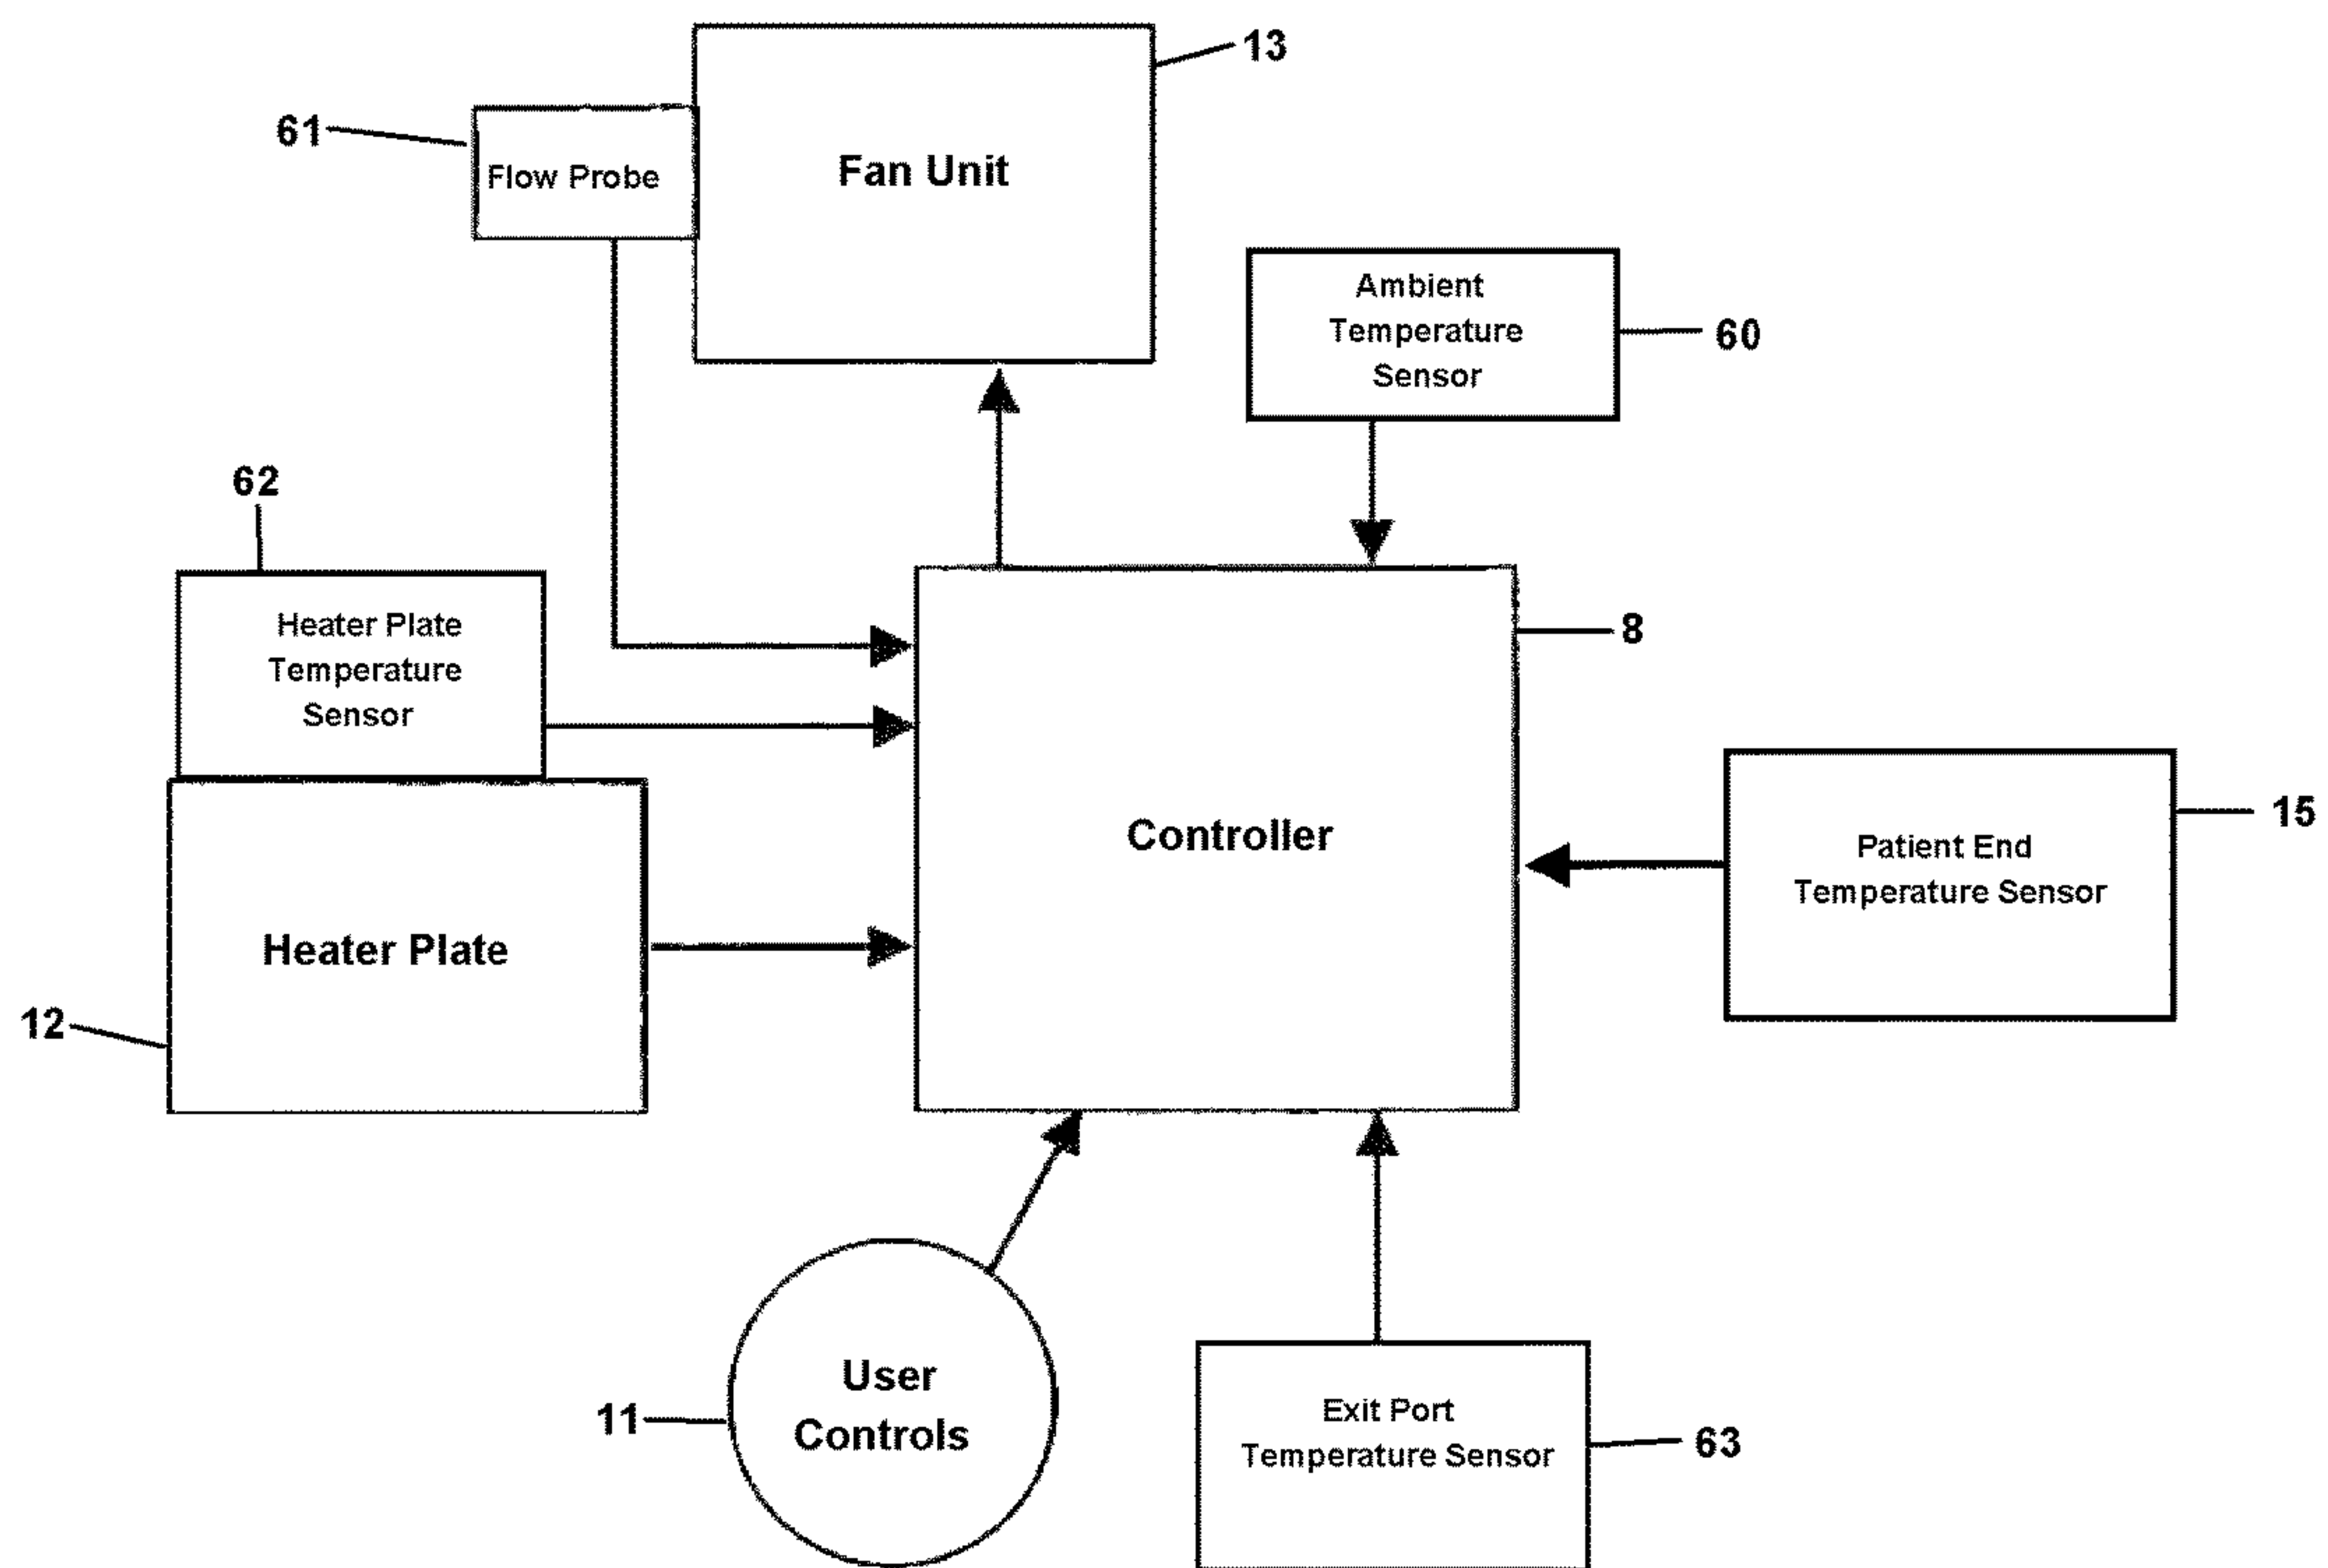 13
61
Flow Probe
Fan Unit
Ambient
Temperature
Sensor
60
62
Heater Plate
Temperature
Sensor
8
Controller
15
Patient End
Temperature Sensor
Heater Plate
12
User
Controls
11
Exit Port
Temperature Sensor
63